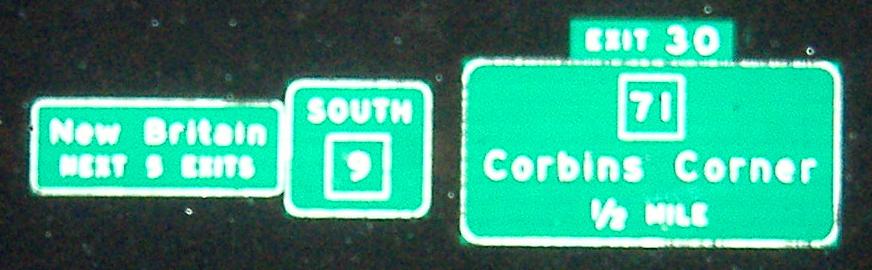 New Britain
NEXT 5 EXITS
SOUTH
9
EXIT 30
71
Corbins Corner
1/2 MILE